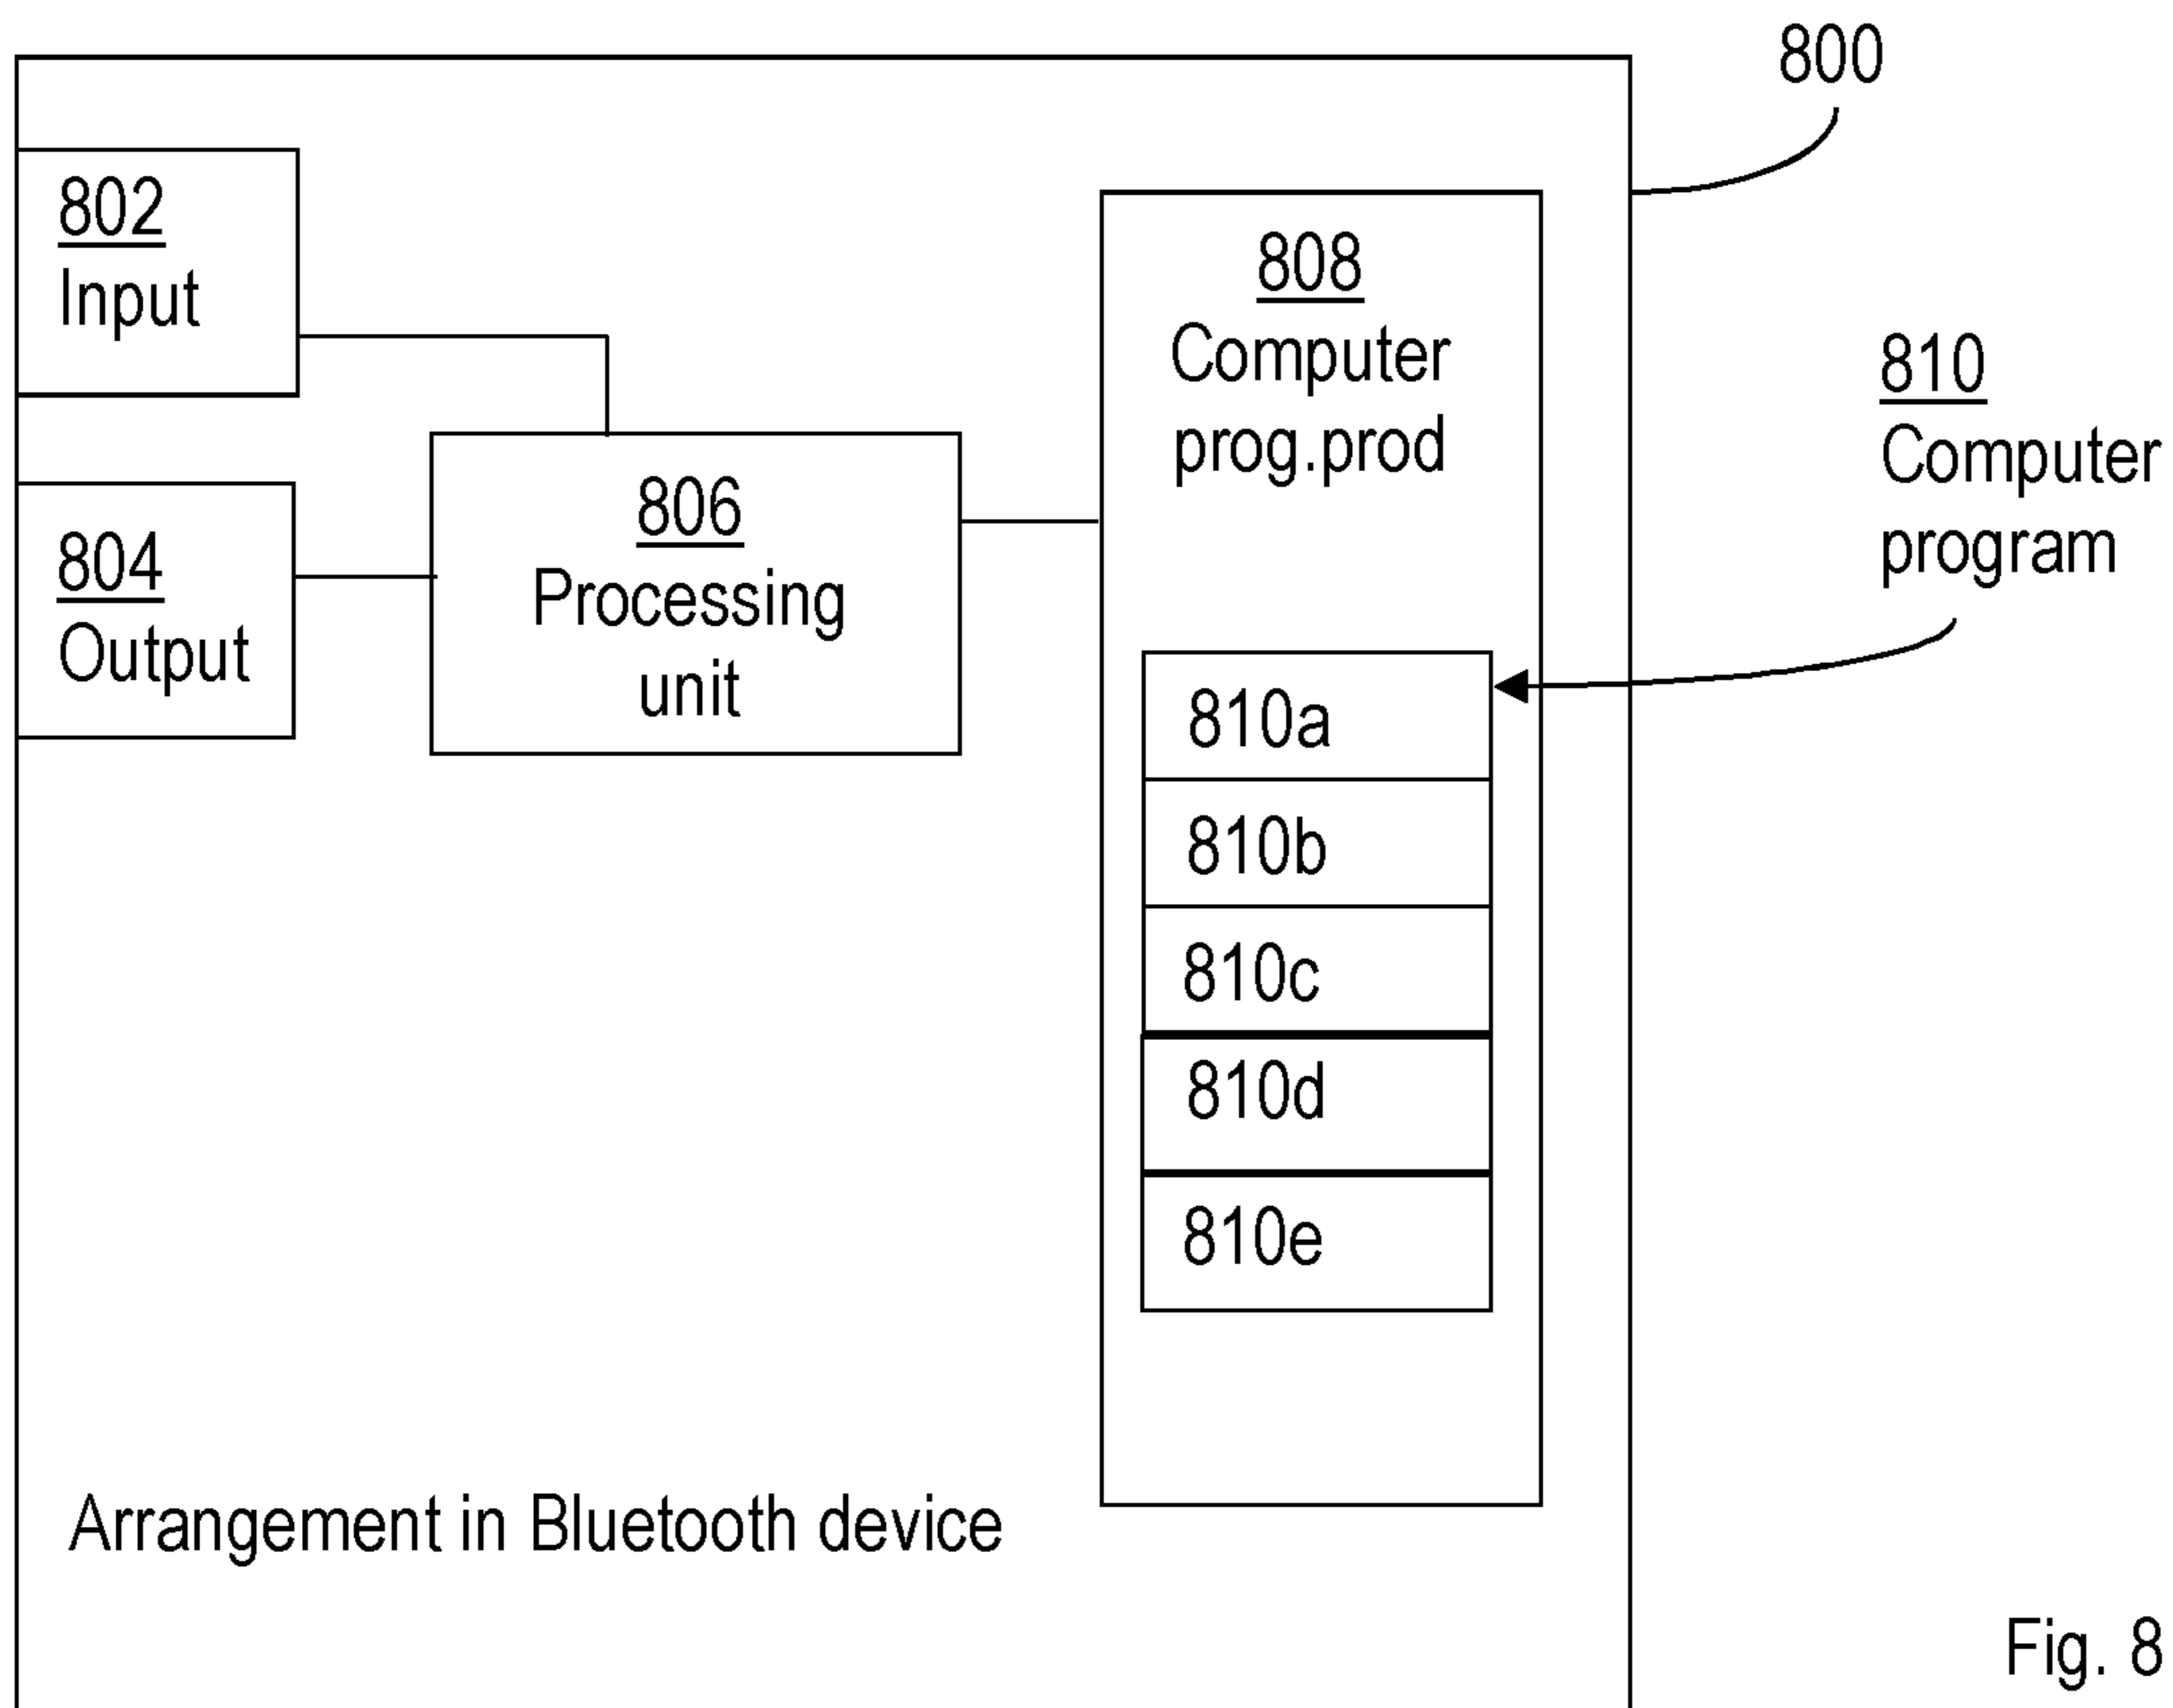 800
802
Input
804
Output
806
Processing
unit
808
Computer
prog.prod
810
Computer
program
810a
810b
810c
810d
810e
Arrangement in Bluetooth device
Fig. 8